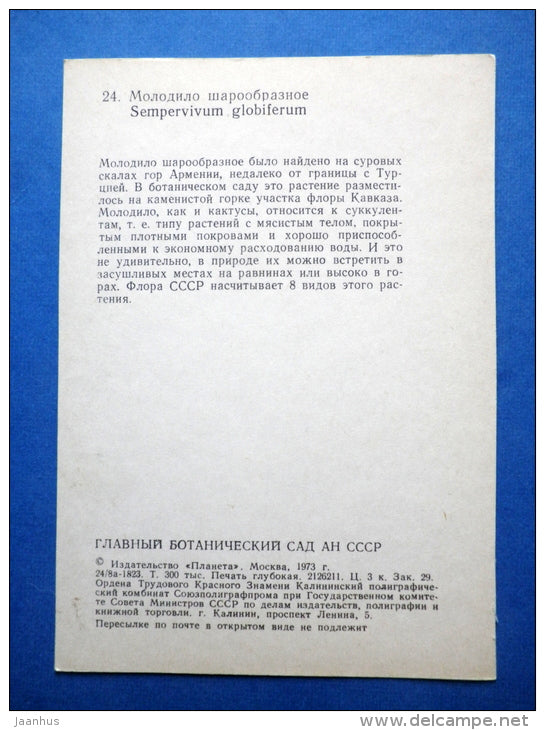 24. Молодило шарообразное
Sempervivum globiferum
Молодило шарообразное было найдено на суровых
скалах гор Армении, недалеко от границы с Тур-
цией. В ботаническом саду это растение размести-
лось на каменистой горке участка флоры Кавказа.
Молодило, как и кактусы, относится к суккулен-
там, т. е. типу растений с мясистым телом, покры-
тым плотными покровами и хорошо приспособ-
ленными к экономному расходованию воды. И это
не удивительно, в природе их можно встретить в
засушливых местах на равнинах или высоко в го-
рах. Флора СССР насчитывает 8 видов этого рас-
тения.
ГЛАВНЫЙ БОТАНИЧЕСКИЙ САД АН СССР
© Издательство «Планета». Москва, 1973 г.
24/8а-1823. Т. 300 тыс. Печать глубокая. 2126211. Ц. 3 к. Зак. 29.
Ордена Трудового Красного Знамени Калининский полиграфиче-
ский комбинат Союзполиграфпрома при Государственном комите-
те Совета Министров СССР по делам издательств, полиграфии и
книжной торговли. г. Калинин, проспект Ленина, 5.
Пересылке по почте в открытом виде не подлежит
jaanhus
www.delcampe.net